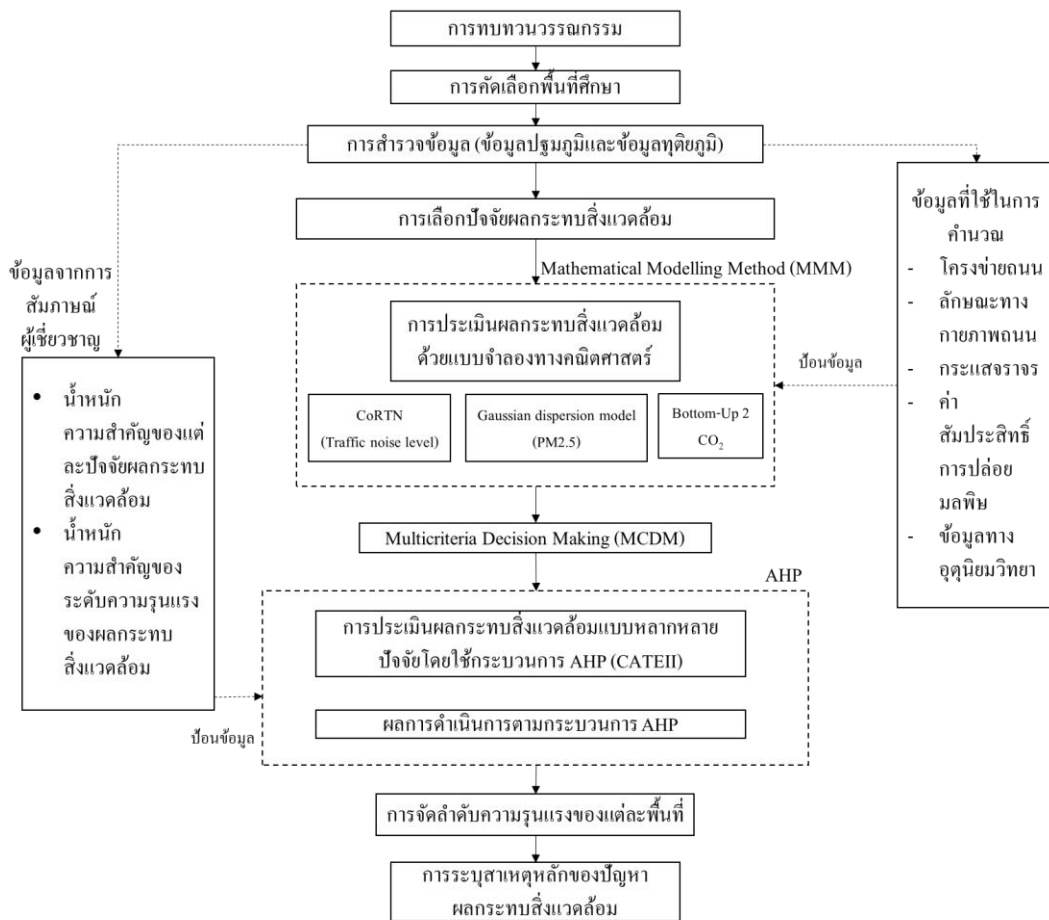 การทบทวนวรรณกรรม
การคัดเลือกพื้นที่ศึกษา
การสำรวจข้อมูล (ข้อมูลปฐมภูมิและข้อมูลทุติยภูมิ)
การเลือกปัจจัยผลกระทบสิ่งแวดล้อม
Mathematical Modelling Method (MMM)
การประเมินผลกระทบสิ่งแวดล้อม
ด้วยแบบจำลองทางคณิตศาสตร์
CoRTN
(Traffic noise level)
Gaussian dispersion model
(PM2.5)
Bottom-Up 2
CO₂
ข้อมูลที่ใช้ในการ
คำนวณ
- โครงข่ายถนน
- ลักษณะทาง
กายภาพถนน
- กระแสจราจร
- ค่า
สัมประสิทธิ์
การปล่อย
มลพิษ
- ข้อมูลทาง
อุตุนิยมวิทยา
ป้อนข้อมูล
ข้อมูลจากการ
สัมภาษณ์
ผู้เชี่ยวชาญ
• น้ำหนัก
ความสำคัญของแต่
ละปัจจัยผลกระทบ
สิ่งแวดล้อม
• น้ำหนัก
ความสำคัญของ
ระดับความรุนแรง
ของผลกระทบ
สิ่งแวดล้อม
ป้อนข้อมูล
Multicriteria Decision Making (MCDM)
AHP
การประเมินผลกระทบสิ่งแวดล้อมแบบหลากหลาย
ปัจจัยโดยใช้กระบวนการ AHP (CATEII)
ผลการดำเนินการตามกระบวนการ AHP
การจัดลำดับความรุนแรงของแต่ละพื้นที่
การระบุสาเหตุหลักของปัญหา
ผลกระทบสิ่งแวดล้อม